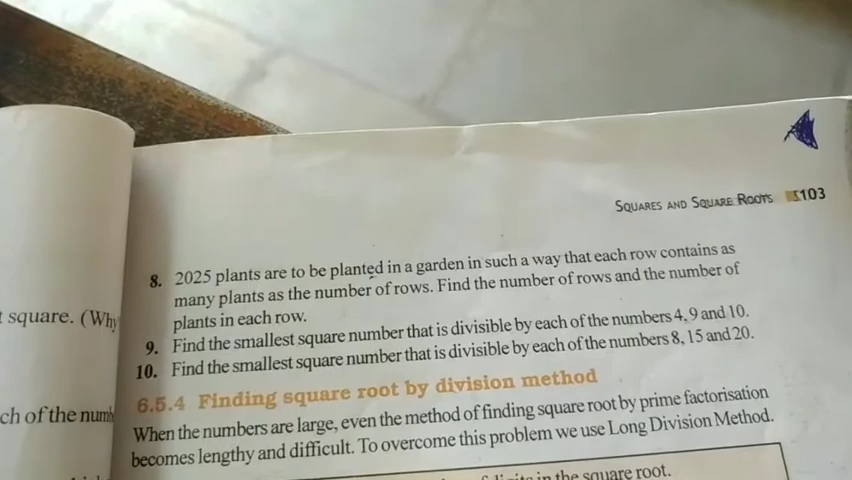 SQUARES AND SQUARE ROOTS 103
8. 2025 plants are to be planted in a garden in such a way that each row contains as
many plants as the number of rows. Find the number of rows and the number of
plants in each row.
9. Find the smallest square number that is divisible by each of the numbers 4, 9 and 10.
10. Find the smallest square number that is divisible by each of the numbers 8, 15 and 20.
6.5.4 Finding square root by division method
When the numbers are large, even the method of finding square root by prime factorisation
becomes lengthy and difficult. To overcome this problem we use Long Division Method.
in the square root.
square. (Why
ch of the numb